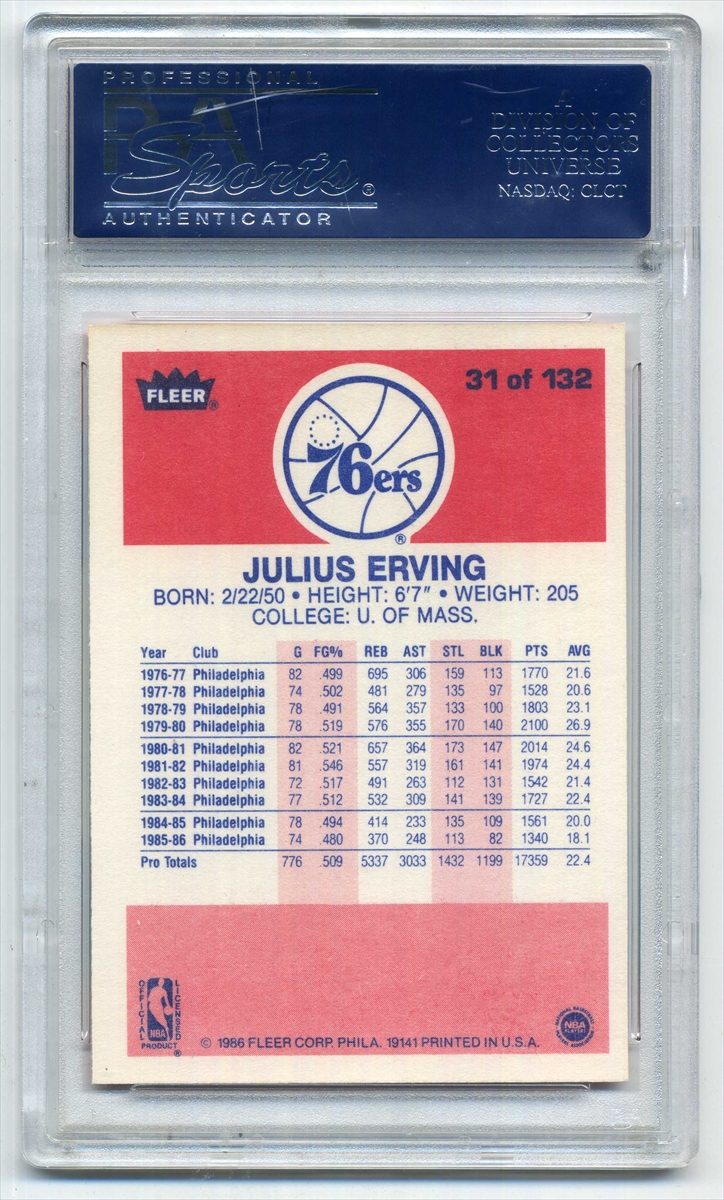 PROFESSIONAL
PSA
Sports®
AUTHENTICATOR
A
DIVISION OF
COLLECTORS
UNIVERSE
NASDAQ: CLCT
FLEER®
31 of 132
76ers
®
JULIUS ERVING
BORN: 2/22/50 • HEIGHT: 6'7" • WEIGHT: 205
COLLEGE: U. OF MASS.
Year Club G FG% REB AST STL BLK PTS AVG
1976-77 Philadelphia 82 .499 695 306 159 113 1770 21.6
1977-78 Philadelphia 74 .502 481 279 135 97 1528 20.6
1978-79 Philadelphia 78 .491 564 357 133 100 1803 23.1
1979-80 Philadelphia 78 .519 576 355 170 140 2100 26.9
1980-81 Philadelphia 82 .521 657 364 173 147 2014 24.6
1981-82 Philadelphia 81 .546 557 319 161 141 1974 24.4
1982-83 Philadelphia 72 .517 491 263 112 131 1542 21.4
1983-84 Philadelphia 77 .512 532 309 141 139 1727 22.4
1984-85 Philadelphia 78 .494 414 233 135 109 1561 20.0
1985-86 Philadelphia 74 .480 370 248 113 82 1340 18.1
Pro Totals 776 .509 5337 3033 1432 1199 17359 22.4
OFFICIAL
LICENSED
NBA
PRODUCT®
© 1986 FLEER CORP. PHILA. 19141 PRINTED IN U.S.A.
NATIONAL BASKETBALL
NBA
PLAYERS
ASSOCIATION